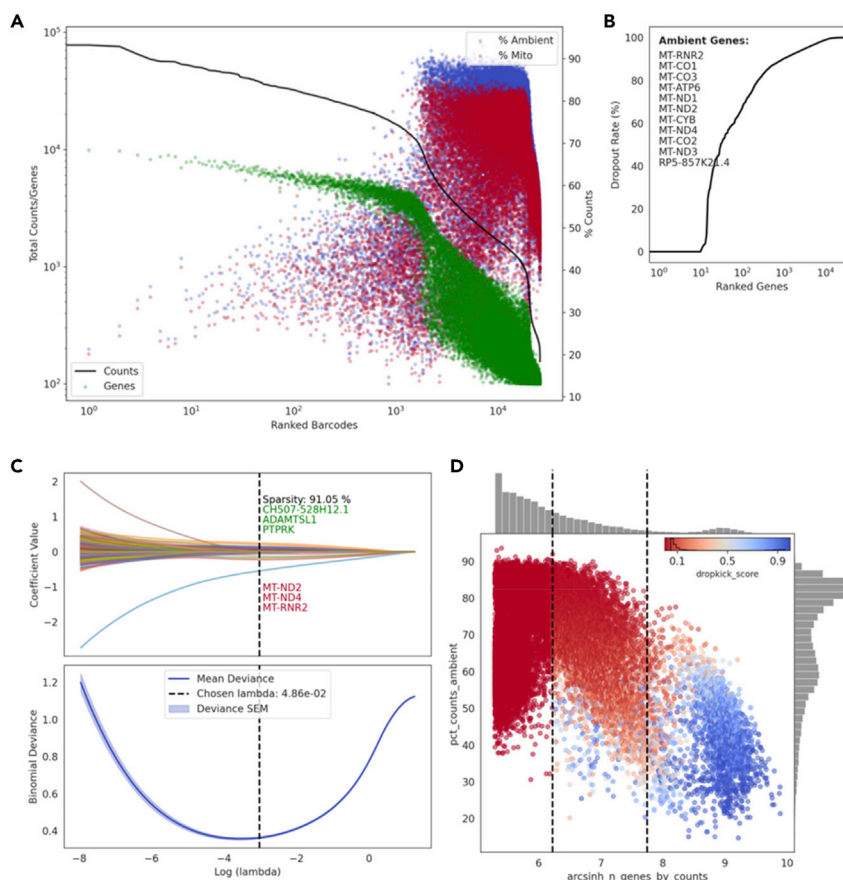 A
10⁵
10⁴
10³
10²
Total Counts/Genes
% Ambient
% Mito
90
80
70
60
50
40
30
20
10
% Counts
Counts
Genes
10⁰
10¹
10²
10³
10⁴
Ranked Barcodes
B
100
80
60
40
20
0
Dropout Rate (%)
Ambient Genes:
MT-RNR2
MT-CO1
MT-CO3
MT-ATP6
MT-ND1
MT-ND2
MT-CYB
MT-ND4
MT-CO2
MT-ND3
RP5-857K21.4
10⁰
10¹
10²
10³
10⁴
Ranked Genes
C
2
1
0
−1
−2
Coefficient Value
Sparsity: 91.05 %
CH507-528H12.1
ADAMTSL1
PTPRK
MT-ND2
MT-ND4
MT-RNR2
1.2
1.0
0.8
0.6
0.4
Binomial Deviance
Mean Deviance
Chosen lambda: 4.86e-02
Deviance SEM
−8
−6
−4
−2
0
Log (lambda)
D
90
80
70
60
50
40
30
20
pct_counts_ambient
0.1
0.5
0.9
dropkick_score
6
7
8
9
10
arcsinh_n_genes_by_counts